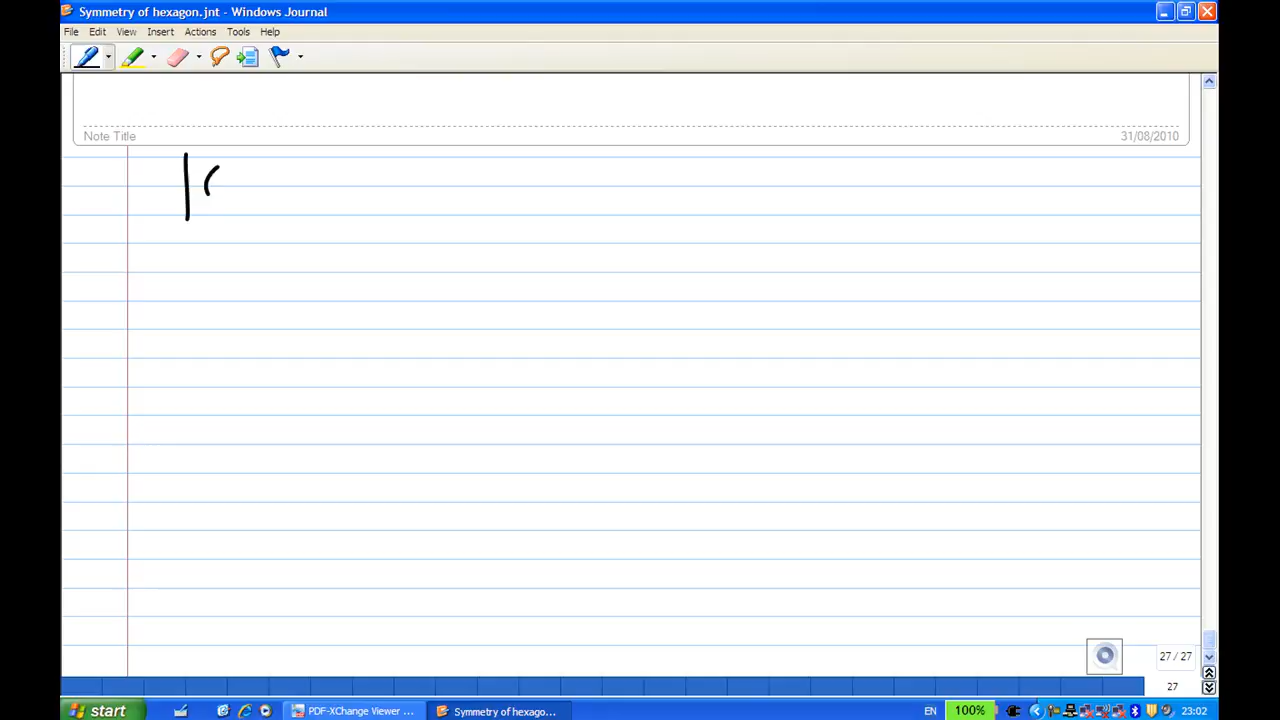 Symmetry of hexagon.jnt - Windows Journal
File Edit View Insert Actions Tools Help
Note Title 31/08/2010
27 / 27
27
start PDF-XChange Viewer ... Symmetry of hexago... EN 100% 23:02